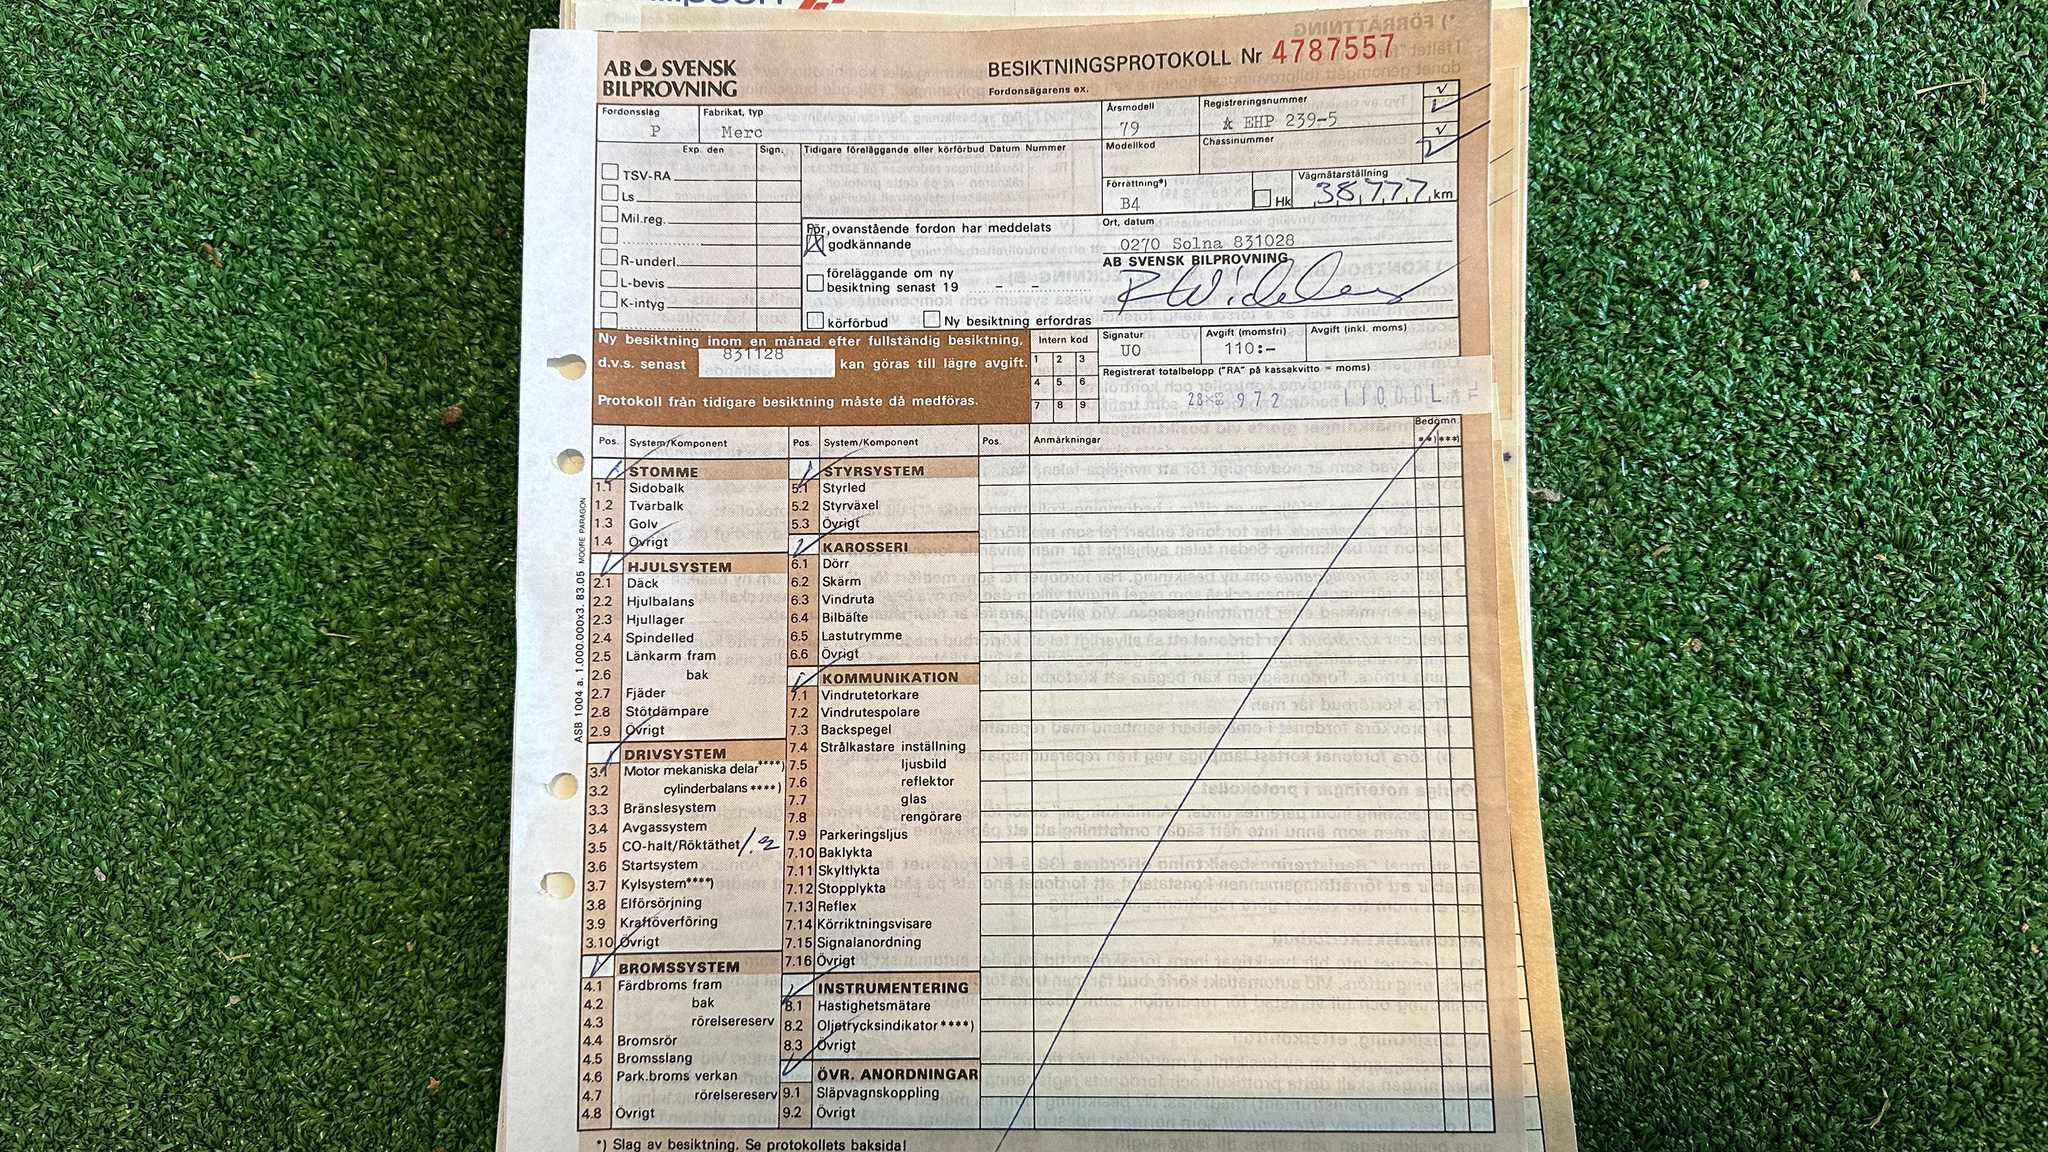 AB SVENSK
BILPROVNING
BESIKTNINGSPROTOKOLL Nr 4787557
Fordonsägarens ex.
Fordonsslag
P
Fabrikat, typ
Merc
Årsmodell
79
Registreringsnummer
* EHP 239-5
Modellkod
Chassinummer
Exp. den Sign.
TSV-RA
Ls
Mil.reg.
R-underl.
L-bevis
K-intyg
Tidigare föreläggande eller körförbud Datum Nummer
Förrättning*)
B4
Hk
Vägmätarställning
38,777 km
För ovanstående fordon har meddelats
godkännande
föreläggande om ny
besiktning senast 19 - -
körförbud
Ny besiktning erfordras
Ort, datum
0270 Solna 831028
AB SVENSK BILPROVNING
Ny besiktning inom en månad efter fullständig besiktning,
d.v.s. senast 831128 kan göras till lägre avgift.
Protokoll från tidigare besiktning måste då medföras.
Intern kod
1 2 3
4 5 6
7 8 9
Signatur
UO
Avgift (momsfri)
110:-
Avgift (inkl. moms)
Registrerat totalbelopp ("RA" på kassakvitto = moms)
972
Pos. System/Komponent
Pos. System/Komponent
Pos. Anmärkningar
Bedömn.
**) ***)
STOMME
1.1 Sidobalk
1.2 Tvärbalk
1.3 Golv
1.4 Övrigt
HJULSYSTEM
2.1 Däck
2.2 Hjulbalans
2.3 Hjullager
2.4 Spindelled
2.5 Länkarm fram
2.6 bak
2.7 Fjäder
2.8 Stötdämpare
2.9 Övrigt
DRIVSYSTEM
3.1 Motor mekaniska delar****)
3.2 cylinderbalans ****)
3.3 Bränslesystem
3.4 Avgassystem
3.5 CO-halt/Röktäthet
3.6 Startsystem
3.7 Kylsystem****)
3.8 Elförsörjning
3.9 Kraftöverföring
3.10 Övrigt
BROMSSYSTEM
4.1 Färdbroms fram
4.2 bak
4.3 rörelsereserv
4.4 Bromsrör
4.5 Bromsslang
4.6 Park.broms verkan
4.7 rörelsereserv
4.8 Övrigt
STYRSYSTEM
5.1 Styrled
5.2 Styrväxel
5.3 Övrigt
KAROSSERI
6.1 Dörr
6.2 Skärm
6.3 Vindruta
6.4 Bilbälte
6.5 Lastutrymme
6.6 Övrigt
KOMMUNIKATION
7.1 Vindrutetorkare
7.2 Vindrutespolare
7.3 Backspegel
7.4 Strålkastare inställning
7.5 ljusbild
7.6 reflektor
7.7 glas
7.8 rengörare
7.9 Parkeringsljus
7.10 Baklykta
7.11 Skyltlykta
7.12 Stopplykta
7.13 Reflex
7.14 Körriktningsvisare
7.15 Signalanordning
7.16 Övrigt
INSTRUMENTERING
8.1 Hastighetsmätare
8.2 Oljetrycksindikator ****)
8.3 Övrigt
ÖVR. ANORDNINGAR
9.1 Släpvagnskoppling
9.2 Övrigt
*) Slag av besiktning. Se protokollets baksida!
ASB 1004 a. 1.000.000x3. 83.05 MOORE PARAGON